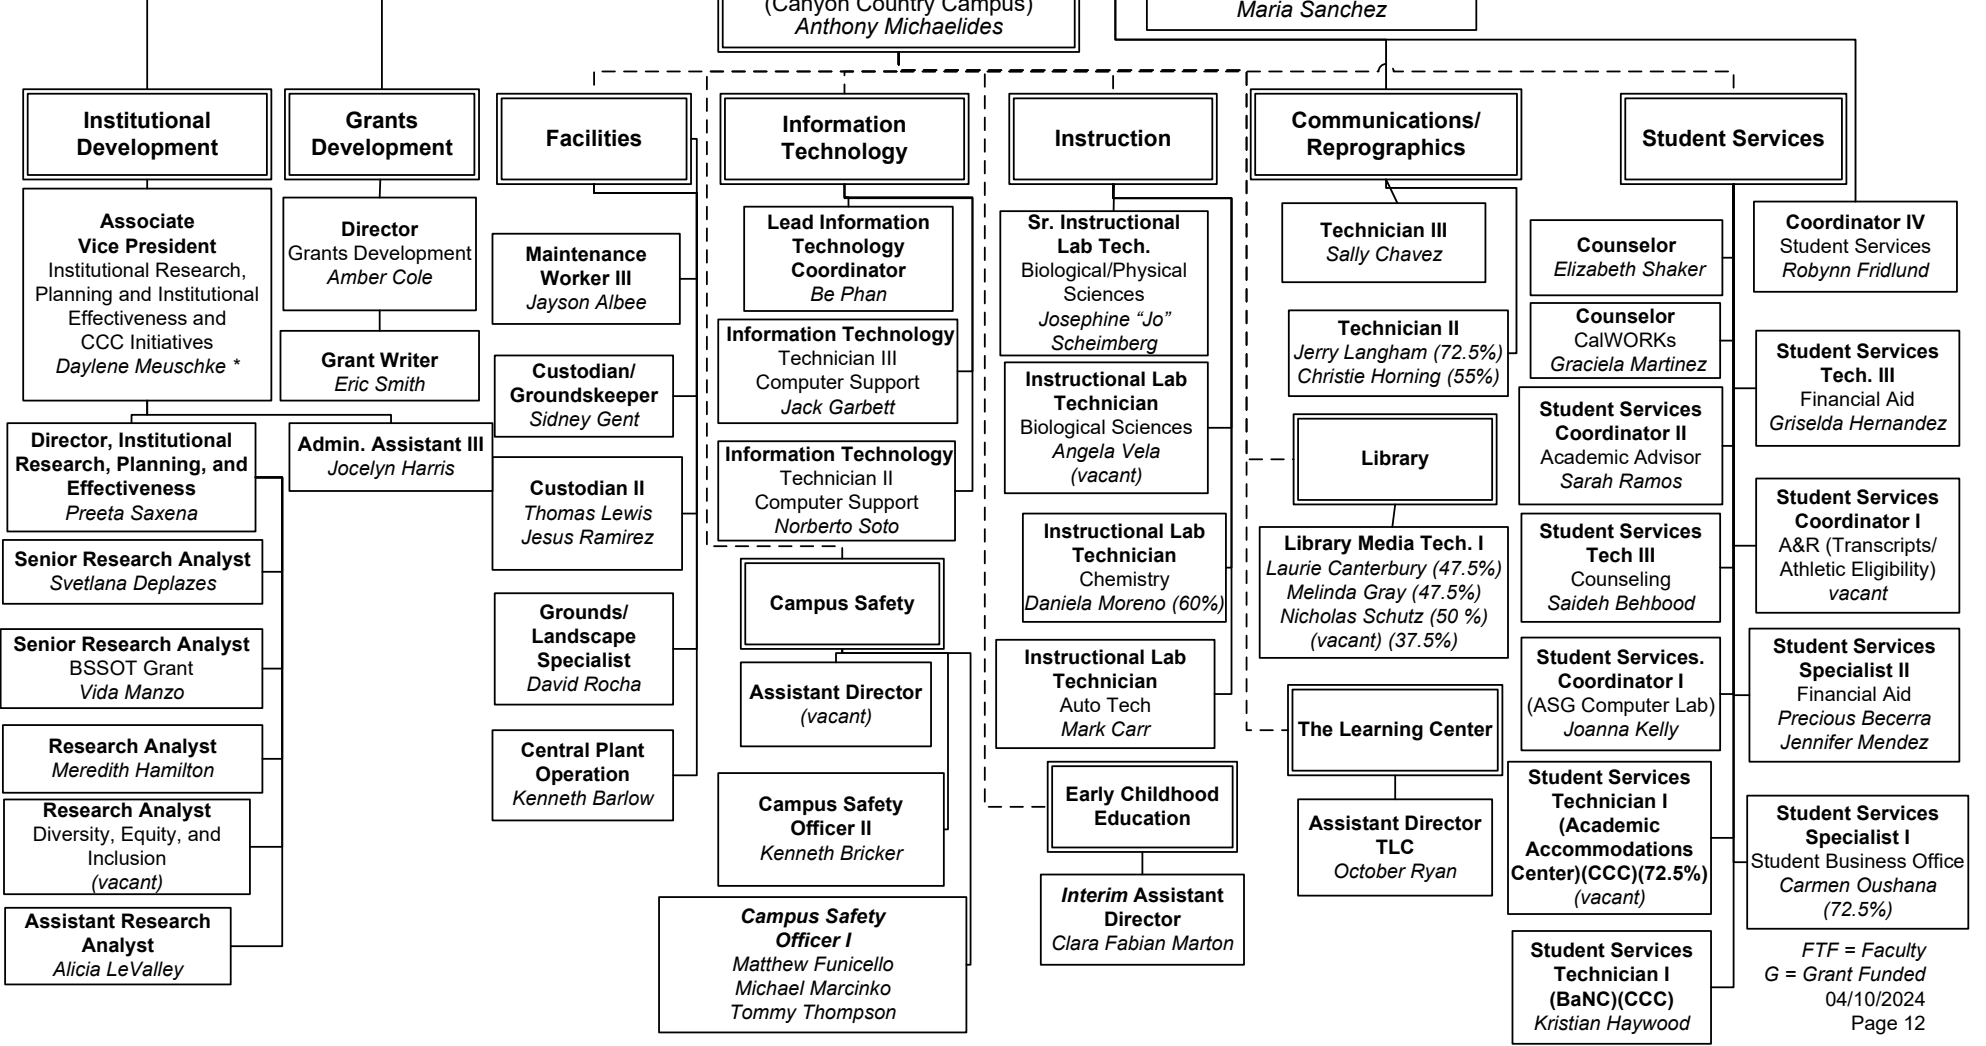 (Canyon Country Campus)
Anthony Michaelides
Maria Sanchez
Institutional
Development
Associate
Vice President
Institutional Research,
Planning and Institutional
Effectiveness and
CCC Initiatives
Daylene Meuschke *
Director, Institutional
Research, Planning, and
Effectiveness
Preeta Saxena
Senior Research Analyst
Svetlana Deplazes
Senior Research Analyst
BSSOT Grant
Vida Manzo
Research Analyst
Meredith Hamilton
Research Analyst
Diversity, Equity, and
Inclusion
(vacant)
Assistant Research
Analyst
Alicia LeValley
Grants
Development
Director
Grants Development
Amber Cole
Grant Writer
Eric Smith
Admin. Assistant III
Jocelyn Harris
Facilities
Maintenance
Worker III
Jayson Albee
Custodian/
Groundskeeper
Sidney Gent
Custodian II
Thomas Lewis
Jesus Ramirez
Grounds/
Landscape
Specialist
David Rocha
Central Plant
Operation
Kenneth Barlow
Information
Technology
Lead Information
Technology
Coordinator
Be Phan
Information Technology
Technician III
Computer Support
Jack Garbett
Information Technology
Technician II
Computer Support
Norberto Soto
Campus Safety
Assistant Director
(vacant)
Campus Safety
Officer II
Kenneth Bricker
Campus Safety
Officer I
Matthew Funicello
Michael Marcinko
Tommy Thompson
Instruction
Sr. Instructional
Lab Tech.
Biological/Physical
Sciences
Josephine “Jo”
Scheimberg
Instructional Lab
Technician
Biological Sciences
Angela Vela
(vacant)
Instructional Lab
Technician
Chemistry
Daniela Moreno (60%)
Instructional Lab
Technician
Auto Tech
Mark Carr
Early Childhood
Education
Interim Assistant
Director
Clara Fabian Marton
Communications/
Reprographics
Technician III
Sally Chavez
Technician II
Jerry Langham (72.5%)
Christie Horning (55%)
Library
Library Media Tech. I
Laurie Canterbury (47.5%)
Melinda Gray (47.5%)
Nicholas Schutz (50 %)
(vacant) (37.5%)
The Learning Center
Assistant Director
TLC
October Ryan
Student Services
Counselor
Elizabeth Shaker
Counselor
CalWORKs
Graciela Martinez
Student Services
Coordinator II
Academic Advisor
Sarah Ramos
Student Services
Tech III
Counseling
Saideh Behbood
Student Services.
Coordinator I
(ASG Computer Lab)
Joanna Kelly
Student Services
Technician I
(Academic
Accommodations
Center)(CCC)(72.5%)
(vacant)
Student Services
Technician I
(BaNC)(CCC)
Kristian Haywood
Coordinator IV
Student Services
Robynn Fridlund
Student Services
Tech. III
Financial Aid
Griselda Hernandez
Student Services
Coordinator I
A&R (Transcripts/
Athletic Eligibility)
vacant
Student Services
Specialist II
Financial Aid
Precious Becerra
Jennifer Mendez
Student Services
Specialist I
Student Business Office
Carmen Oushana
(72.5%)
FTF = Faculty
G = Grant Funded
04/10/2024
Page 12